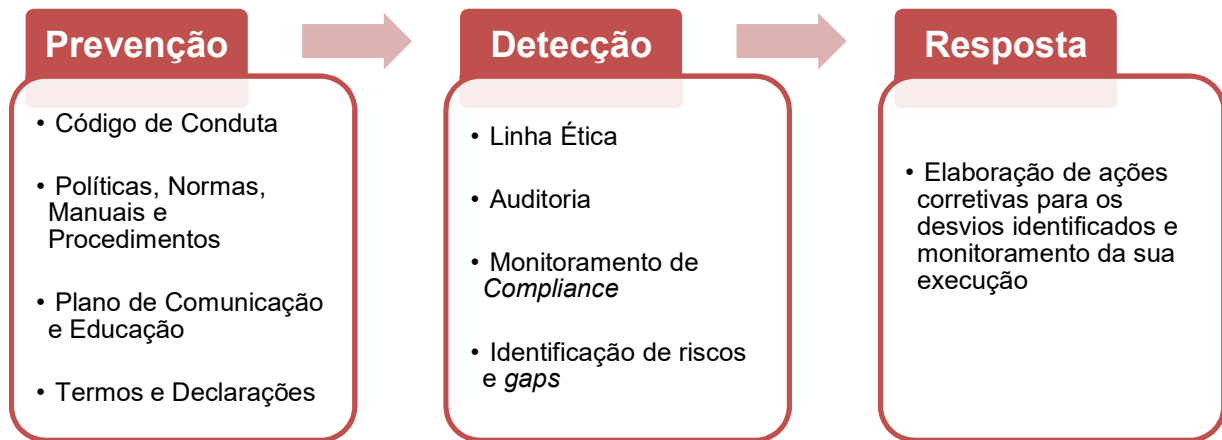 Prevenção
• Código de Conduta
• Políticas, Normas,
Manuais e
Procedimentos
• Plano de Comunicação
e Educação
• Termos e Declarações
Detecção
• Linha Ética
• Auditoria
• Monitoramento de
Compliance
• Identificação de riscos
e gaps
Resposta
• Elaboração de ações
corretivas para os
desvios identificados e
monitoramento da sua
execução